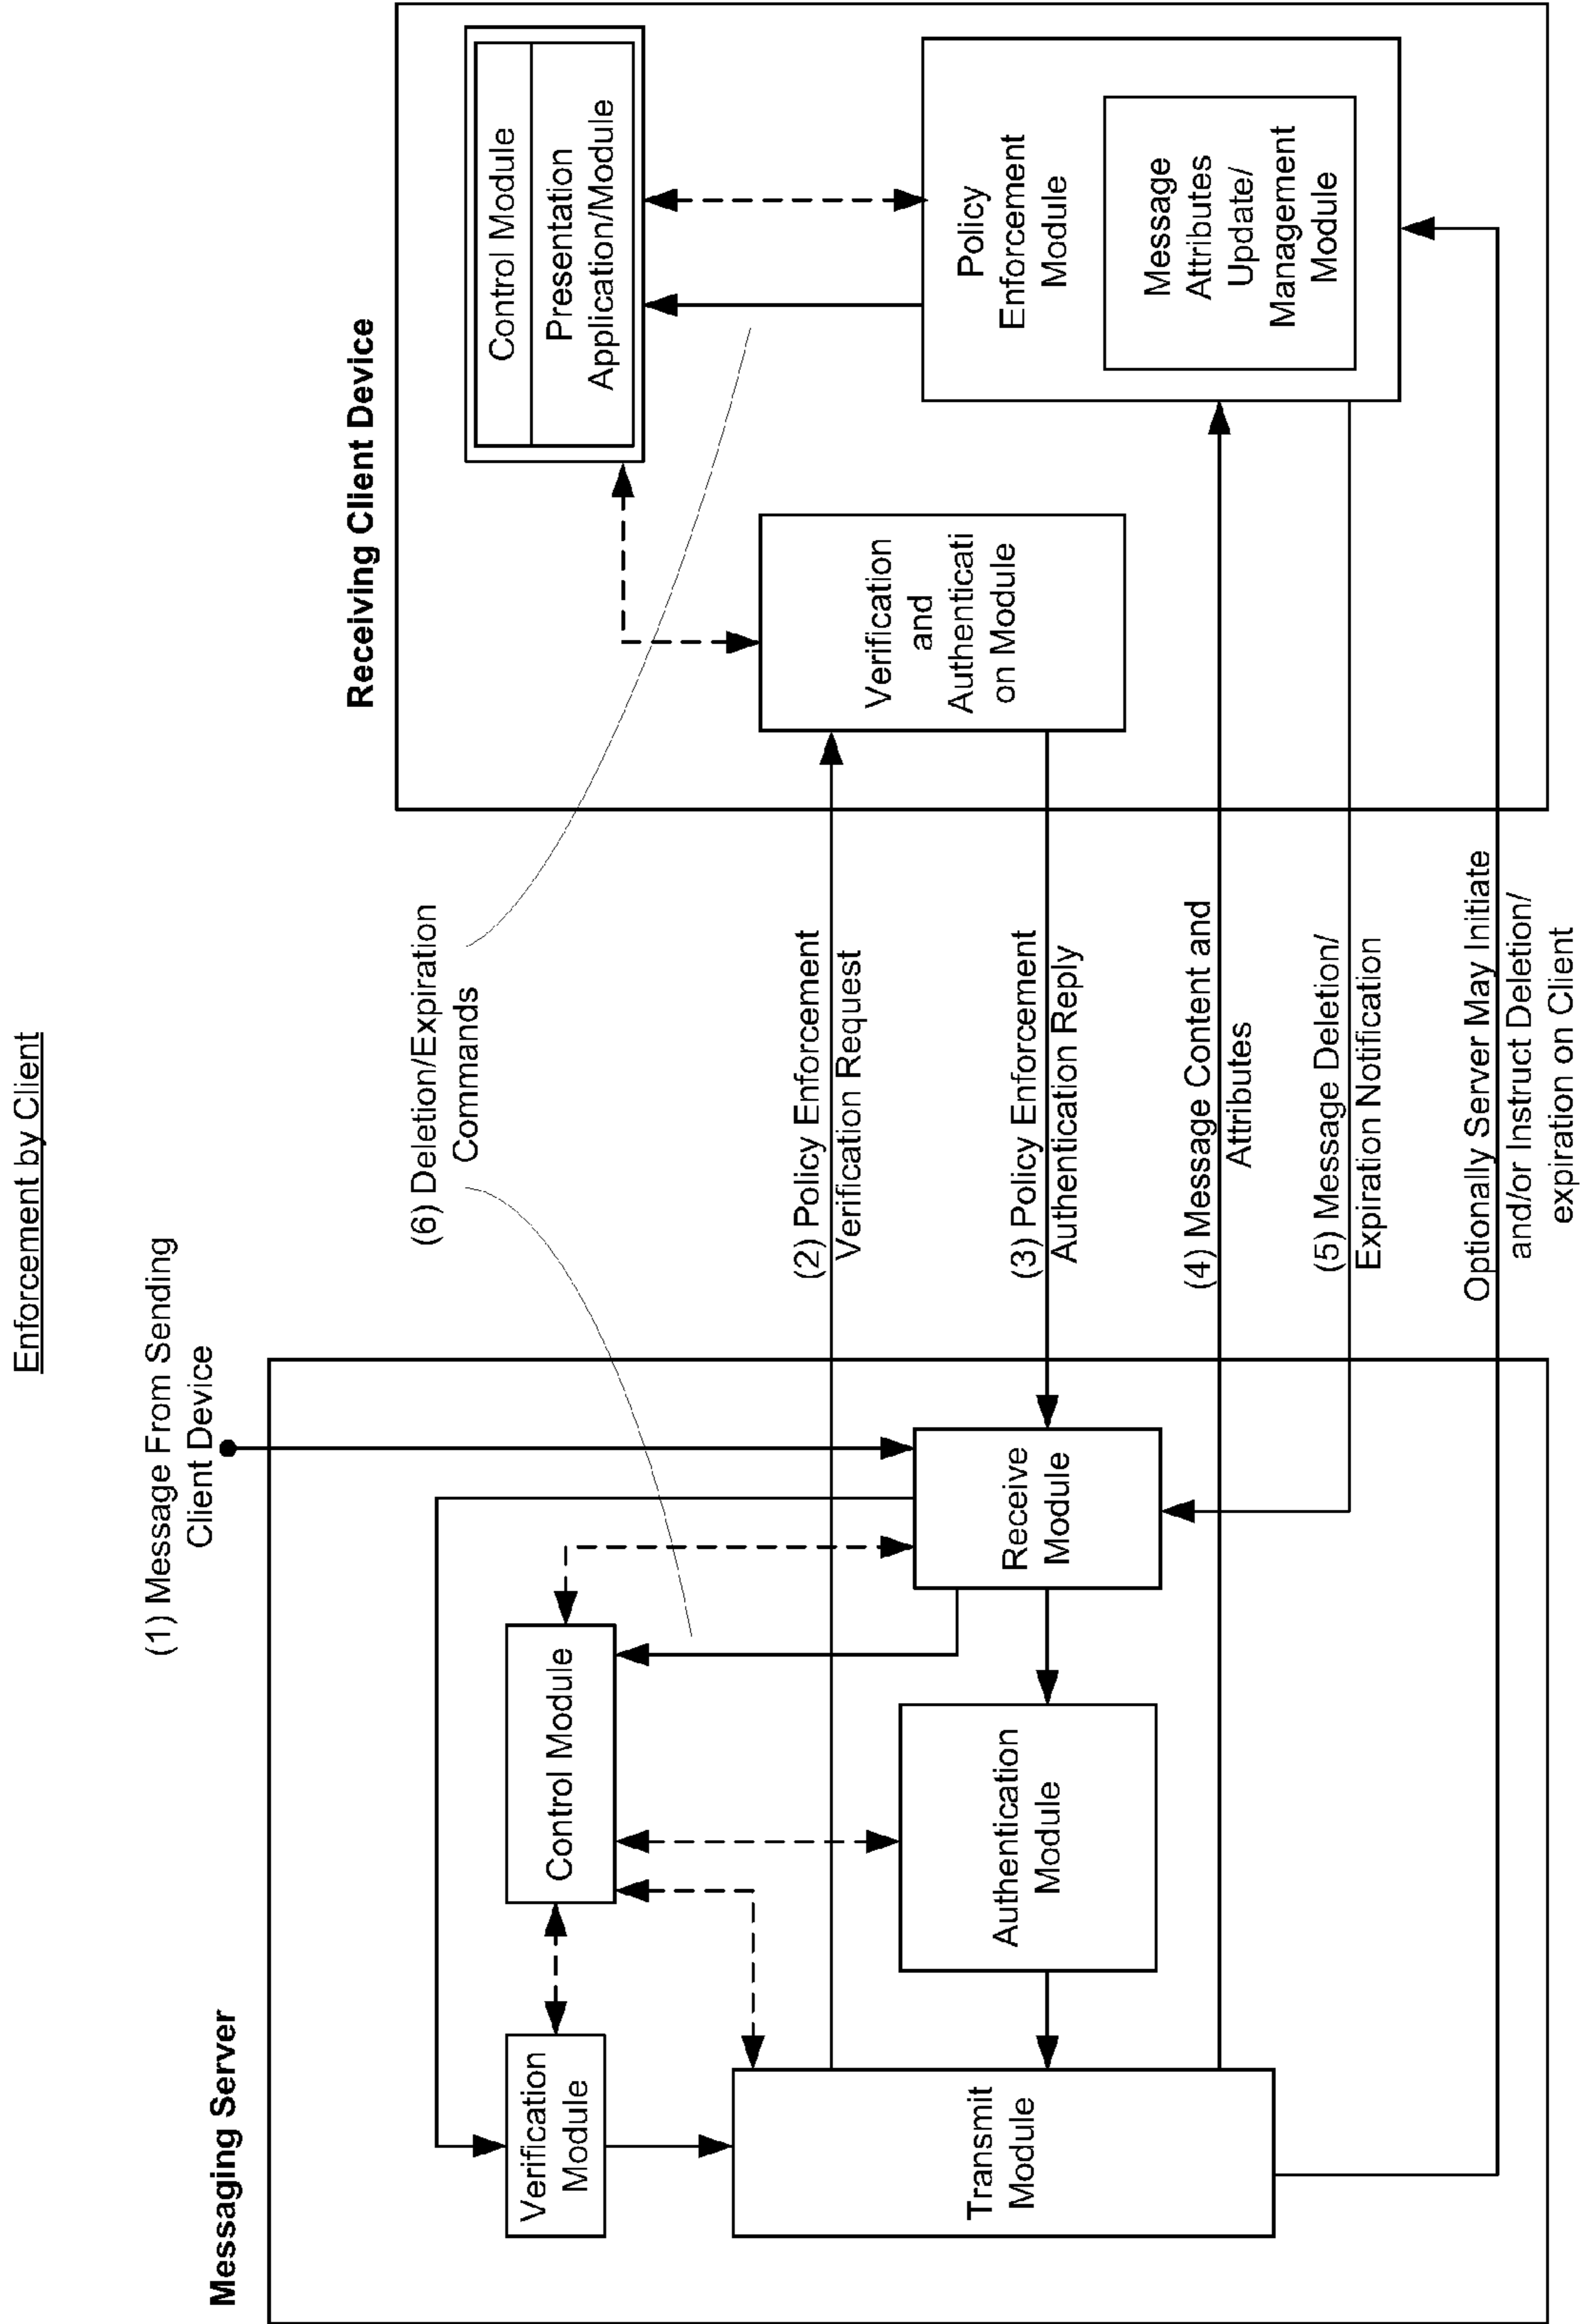 Enforcement by Client
(1) Message From Sending
Client Device
Messaging Server
Receiving Client Device
(6) Deletion/Expiration
Commands
Verification
Module
Control Module
Control Module
Presentation
Application/Module
(2) Policy Enforcement
Verification Request
Transmit
Module
Authentication
Module
Receive
Module
(3) Policy Enforcement
Authentication Reply
Verification
and
Authenticati
on Module
Policy
Enforcement
Module
Message
Attributes
Update/
Management
Module
(4) Message Content and
Attributes
(5) Message Deletion/
Expiration Notification
Optionally Server May Initiate
and/or Instruct Deletion/
expiration on Client